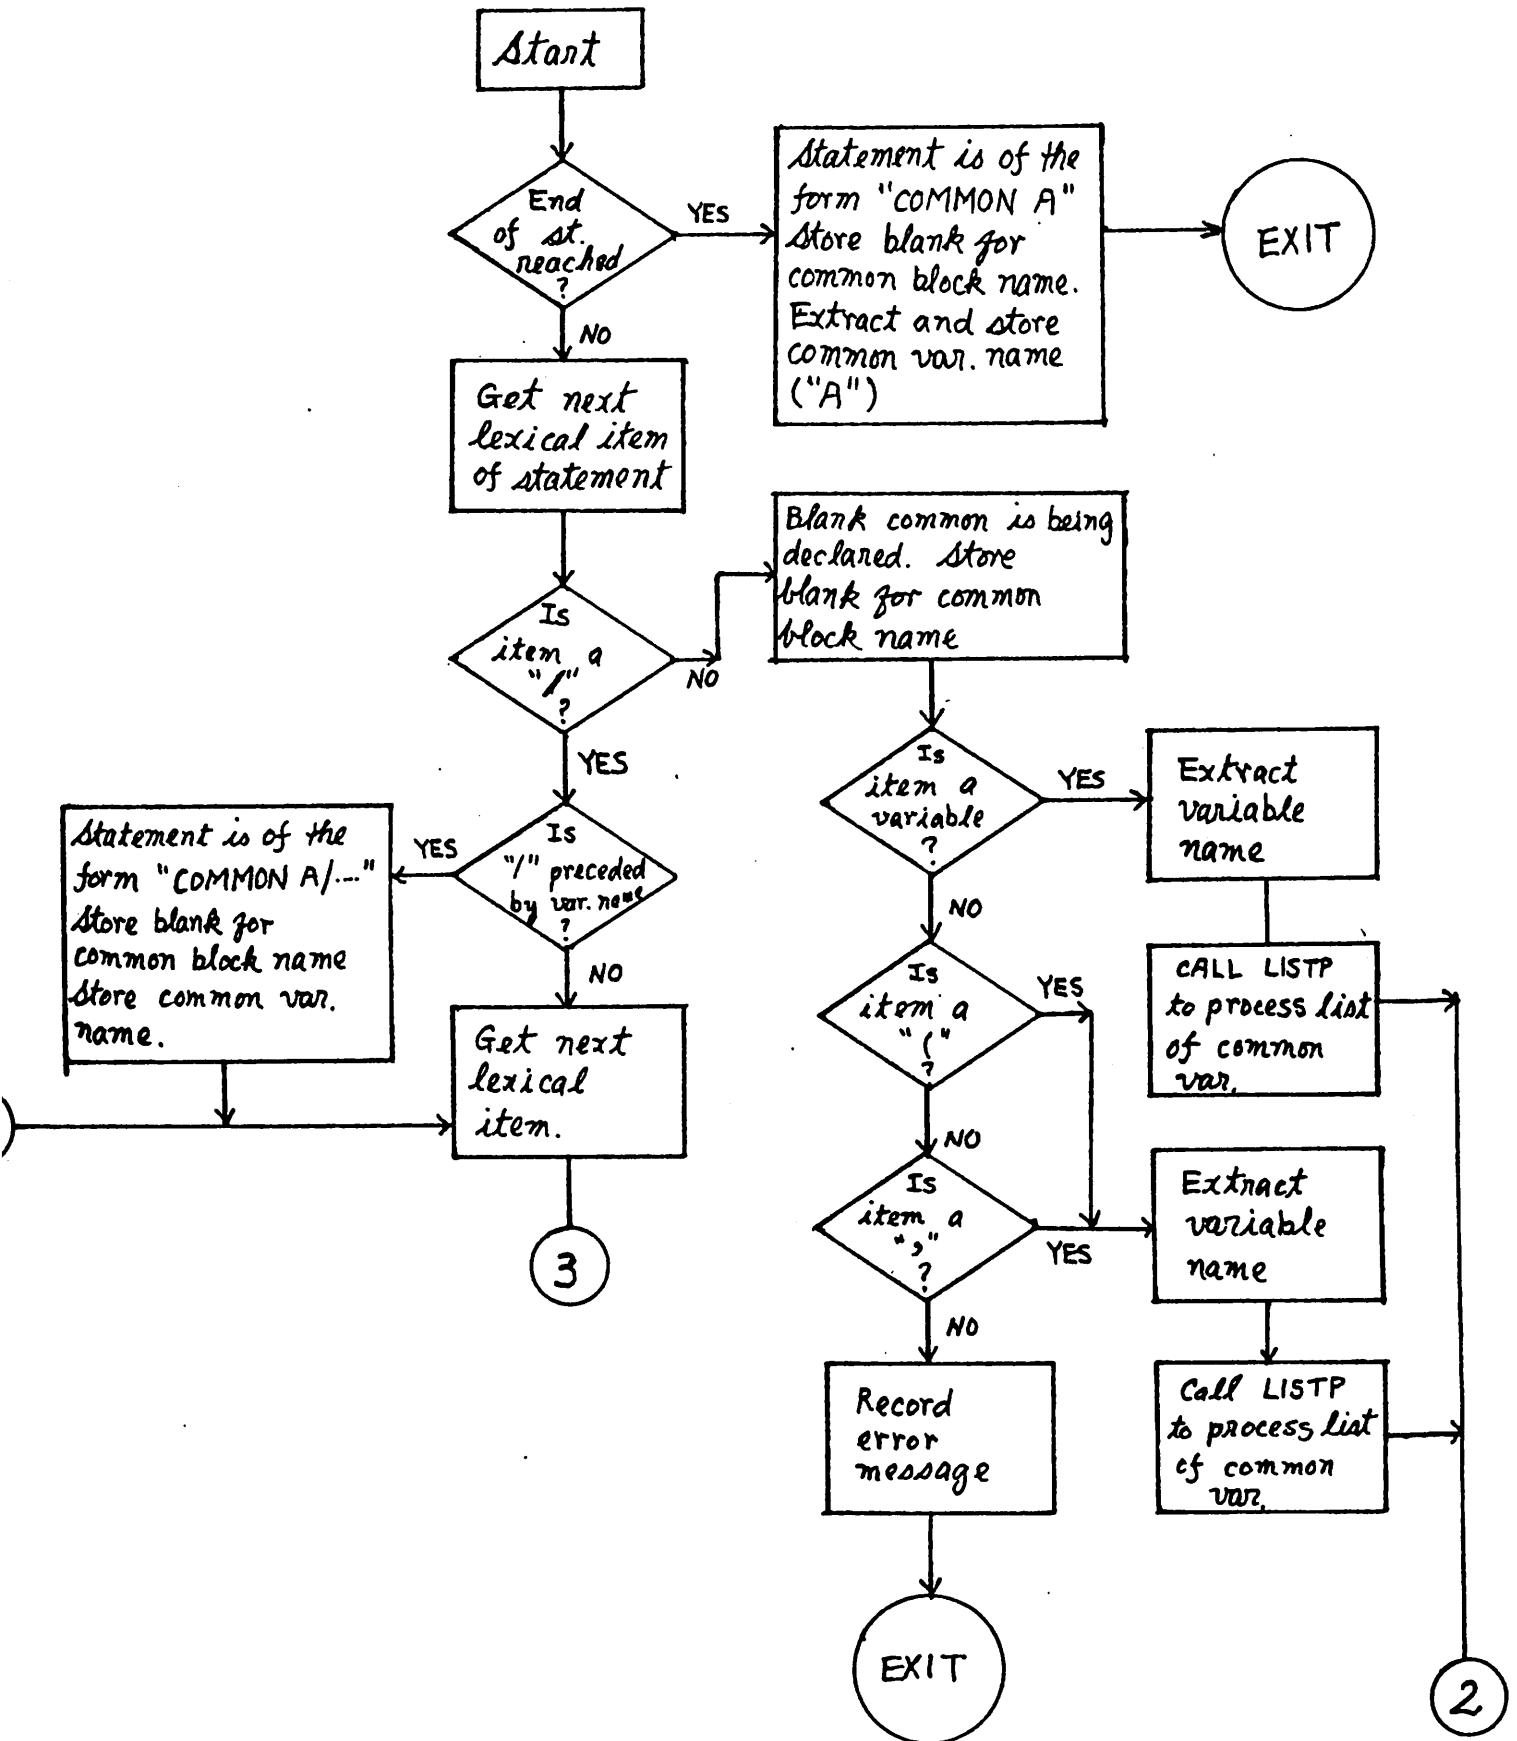 Start
End
of st.
reached
?
YES
Statement is of the
form "COMMON A"
Store blank for
common block name.
Extract and store
common var. name
("A")
EXIT
NO
Get next
lexical item
of statement
Is
item a
"/"
?
NO
Blank common is being
declared. Store
blank for common
block name
YES
Is
"/" preceded
by var. name
?
YES
Statement is of the
form "COMMON A/...."
Store blank for
common block name
Store common var.
name.
NO
Get next
lexical
item.
3
Is
item a
variable
?
YES
Extract
variable
name
CALL LISTP
to process list
of common
var.
NO
Is
item a
"("
?
YES
NO
Is
item a
","
?
YES
Extract
variable
name
Call LISTP
to process list
of common
var.
NO
Record
error
message
EXIT
2